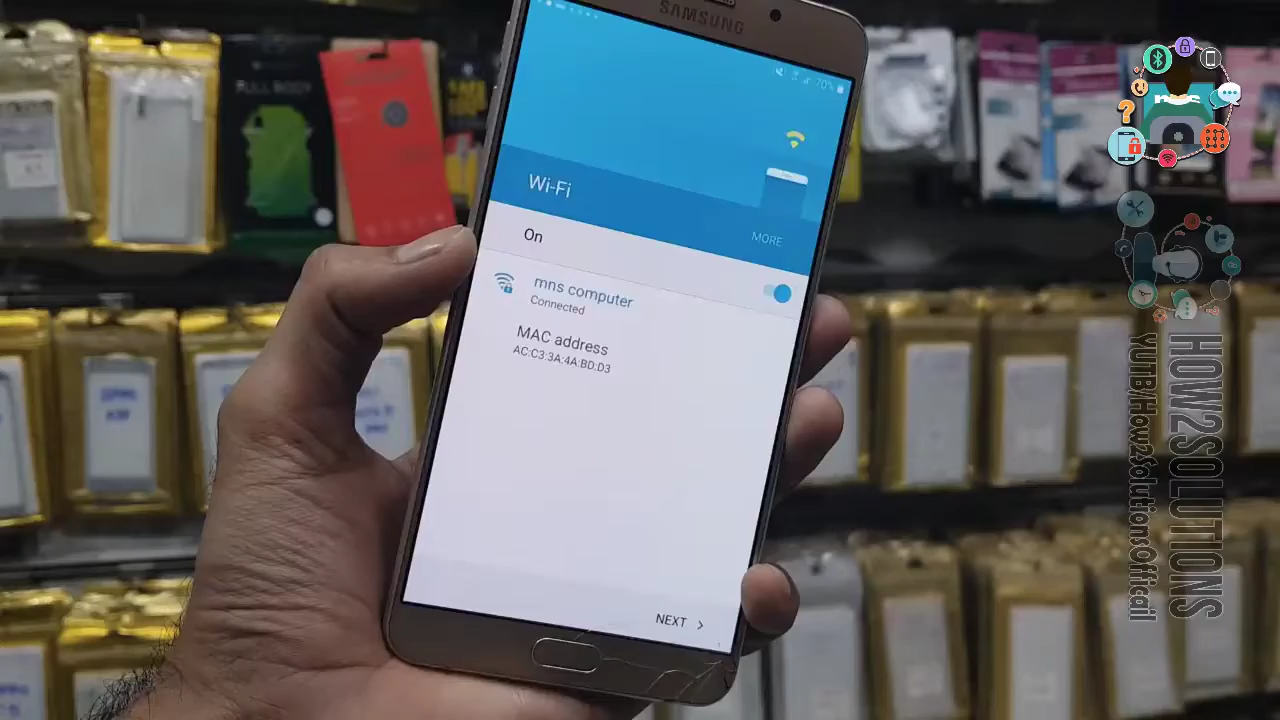 SAMSUNG
70%
Wi-Fi
MORE
On
mns computer
Connected
MAC address
AC:C3:3A:4A:BD:D3
NEXT
FULL BODY
HOW2SOLUTIONS
YUTB/How2SolutionsOfficail